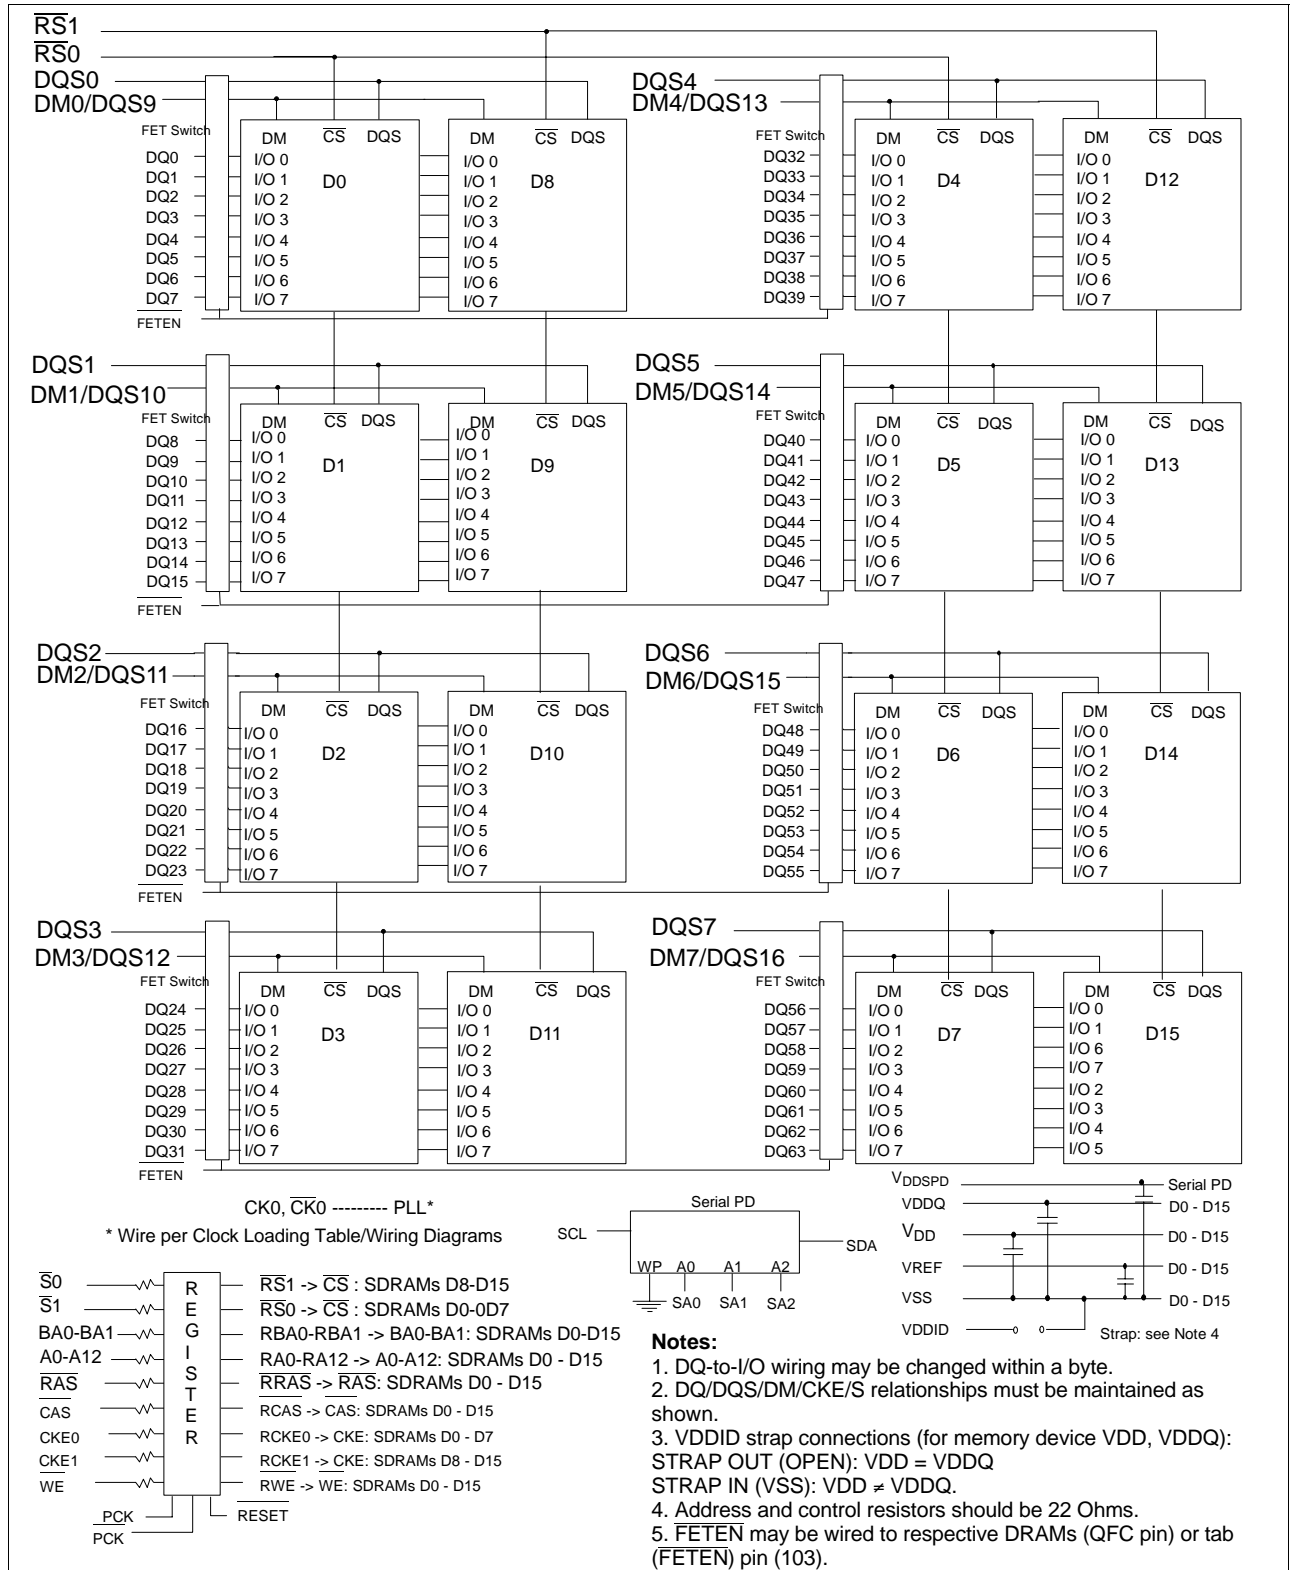 RS1
RS0
DQS0
DM0/DQS9
DQS4
DM4/DQS13
FET Switch
DM CS DQS
DM CS DQS
FET Switch
DM CS DQS
DM CS DQS
DQ0 I/O 0 I/O 0 DQ32 I/O 0 I/O 0
DQ1 I/O 1 D0 I/O 1 D8 DQ33 I/O 1 D4 I/O 1 D12
DQ2 I/O 2 I/O 2 DQ34 I/O 2 I/O 2
DQ3 I/O 3 I/O 3 DQ35 I/O 3 I/O 3
DQ4 I/O 4 I/O 4 DQ36 I/O 4 I/O 4
DQ5 I/O 5 I/O 5 DQ37 I/O 5 I/O 5
DQ6 I/O 6 I/O 6 DQ38 I/O 6 I/O 6
DQ7 I/O 7 I/O 7 DQ39 I/O 7 I/O 7
FETEN
DQS1
DM1/DQS10
DQS5
DM5/DQS14
FET Switch
DM CS DQS
DM CS DQS
FET Switch
DM CS DQS
DM CS DQS
DQ8 I/O 0 I/O 0 DQ40 I/O 0 I/O 0
DQ9 I/O 1 D1 I/O 1 D9 DQ41 I/O 1 D5 I/O 1 D13
DQ10 I/O 2 I/O 2 DQ42 I/O 2 I/O 2
DQ11 I/O 3 I/O 3 DQ43 I/O 3 I/O 3
DQ12 I/O 4 I/O 4 DQ44 I/O 4 I/O 4
DQ13 I/O 5 I/O 5 DQ45 I/O 5 I/O 5
DQ14 I/O 6 I/O 6 DQ46 I/O 6 I/O 6
DQ15 I/O 7 I/O 7 DQ47 I/O 7 I/O 7
FETEN
DQS2
DM2/DQS11
DQS6
DM6/DQS15
FET Switch
DM CS DQS
DM CS DQS
FET Switch
DM CS DQS
DM CS DQS
DQ16 I/O 0 I/O 0 DQ48 I/O 0 I/O 0
DQ17 I/O 1 D2 I/O 1 D10 DQ49 I/O 1 D6 I/O 1 D14
DQ18 I/O 2 I/O 2 DQ50 I/O 2 I/O 2
DQ19 I/O 3 I/O 3 DQ51 I/O 3 I/O 3
DQ20 I/O 4 I/O 4 DQ52 I/O 4 I/O 4
DQ21 I/O 5 I/O 5 DQ53 I/O 5 I/O 5
DQ22 I/O 6 I/O 6 DQ54 I/O 6 I/O 6
DQ23 I/O 7 I/O 7 DQ55 I/O 7 I/O 7
FETEN
DQS3
DM3/DQS12
DQS7
DM7/DQS16
FET Switch
DM CS DQS
DM CS DQS
FET Switch
DM CS DQS
DM CS DQS
DQ24 I/O 0 I/O 0 DQ56 I/O 0 I/O 0
DQ25 I/O 1 D3 I/O 1 D11 DQ57 I/O 1 D7 I/O 1 D15
DQ26 I/O 2 I/O 2 DQ58 I/O 2 I/O 6
DQ27 I/O 3 I/O 3 DQ59 I/O 3 I/O 7
DQ28 I/O 4 I/O 4 DQ60 I/O 4 I/O 2
DQ29 I/O 5 I/O 5 DQ61 I/O 5 I/O 3
DQ30 I/O 6 I/O 6 DQ62 I/O 6 I/O 4
DQ31 I/O 7 I/O 7 DQ63 I/O 7 I/O 5
FETEN
CK0, CK0 --------- PLL*
* Wire per Clock Loading Table/Wiring Diagrams
Serial PD
SCL
SDA
WP A0 A1 A2
SA0 SA1 SA2
VDDSPD Serial PD
VDDQ D0 - D15
VDD D0 - D15
VREF D0 - D15
VSS D0 - D15
VDDID Strap: see Note 4
REGISTER
S0 RS1 -> CS : SDRAMs D8-D15
S1 RS0 -> CS : SDRAMs D0-0D7
BA0-BA1 RBA0-RBA1 -> BA0-BA1: SDRAMs D0-D15
A0-A12 RA0-RA12 -> A0-A12: SDRAMs D0 - D15
RAS RRAS -> RAS: SDRAMs D0 - D15
CAS RCAS -> CAS: SDRAMs D0 - D15
CKE0 RCKE0 -> CKE: SDRAMs D0 - D7
CKE1 RCKE1 -> CKE: SDRAMs D8 - D15
WE RWE -> WE: SDRAMs D0 - D15
PCK
PCK
RESET
Notes:
1. DQ-to-I/O wiring may be changed within a byte.
2. DQ/DQS/DM/CKE/S relationships must be maintained as
shown.
3. VDDID strap connections (for memory device VDD, VDDQ):
STRAP OUT (OPEN): VDD = VDDQ
STRAP IN (VSS): VDD ≠ VDDQ.
4. Address and control resistors should be 22 Ohms.
5. FETEN may be wired to respective DRAMs (QFC pin) or tab
(FETEN) pin (103).